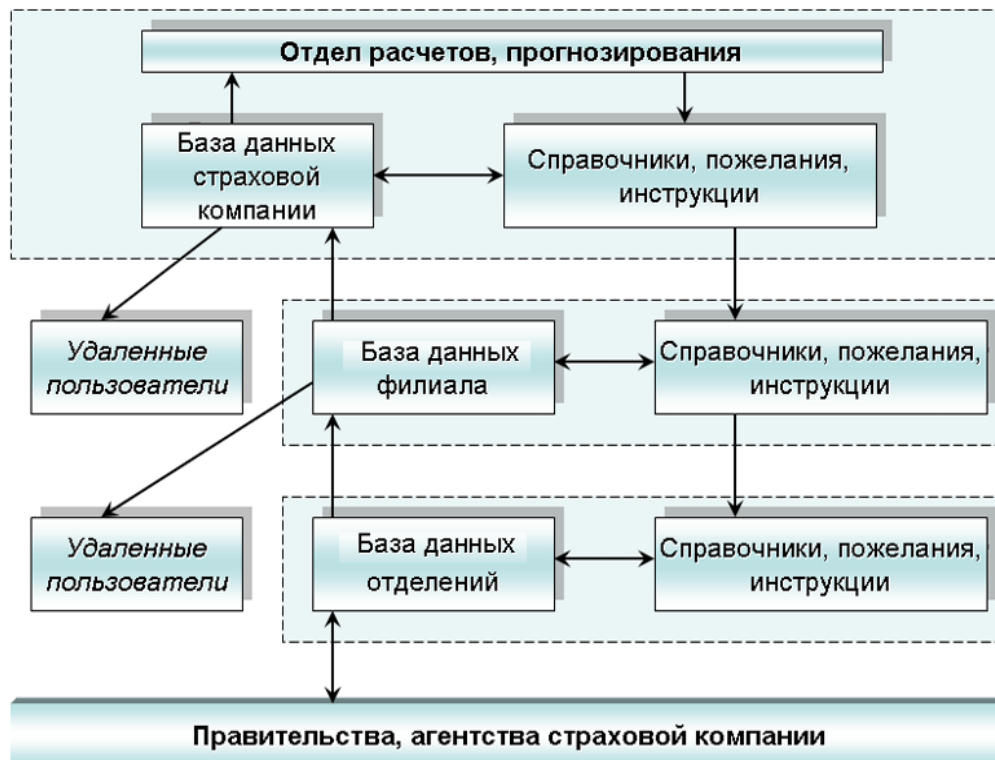 Отдел расчетов, прогнозирования
База данных
страховой
компании
Справочники, пожелания,
инструкции
Удаленные
пользователи
База данных
филиала
Справочники, пожелания,
инструкции
Удаленные
пользователи
База данных
отделений
Справочники, пожелания,
инструкции
Правительства, агентства страховой компании